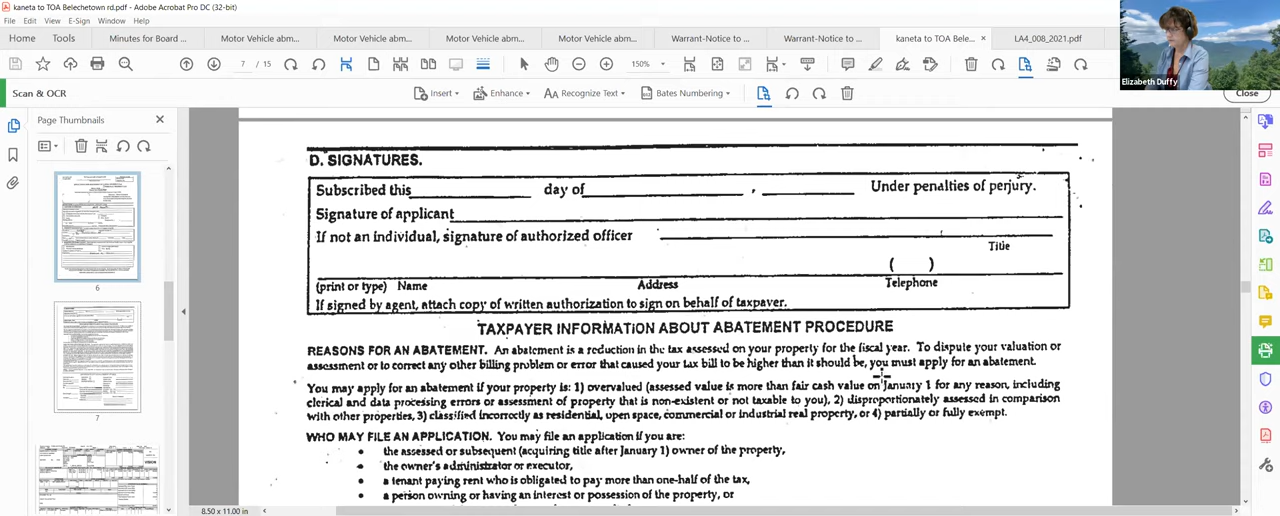 kaneta to TOA Belechetown rd.pdf - Adobe Acrobat Pro DC (32-bit)
File Edit View E-Sign Window Help
Home Tools Minutes for Board ... Motor Vehicle abm... Motor Vehicle abm... Motor Vehicle abm... Motor Vehicle abm... Warrant-Notice to ... Warrant-Notice to ... kaneta to TOA Bele... × LA4_008_2021.pdf
7 / 15 150%
Elizabeth Duffy
Scan & OCR Insert Enhance Recognize Text Bates Numbering Close
Page Thumbnails
6
7
D. SIGNATURES.
Subscribed this day of , Under penalties of perjury.
Signature of applicant
If not an individual, signature of authorized officer
Title
( )
(print or type) Name Address Telephone
If signed by agent, attach copy of written authorization to sign on behalf of taxpayer.
TAXPAYER INFORMATION ABOUT ABATEMENT PROCEDURE
REASONS FOR AN ABATEMENT. An abatement is a reduction in the tax assessed on your property for the fiscal year. To dispute your valuation or
assessment or to correct any other billing problem or error that caused your tax bill to be higher than it should be, you must apply for an abatement.
You may apply for an abatement if your property is: 1) overvalued (assessed value is more than fair cash value on January 1 for any reason, including
clerical and data processing errors or assessment of property that is non-existent or not taxable to you), 2) disproportionately assessed in comparison
with other properties, 3) classified incorrectly as residential, open space, commercial or industrial real property, or 4) partially or fully exempt.
WHO MAY FILE AN APPLICATION. You may file an application if you are:
• the assessed or subsequent (acquiring title after January 1) owner of the property,
• the owner's administrator or executor,
• a tenant paying rent who is obligated to pay more than one-half of the tax,
• a person owning or having an interest or possession of the property, or
8.50 x 11.00 in